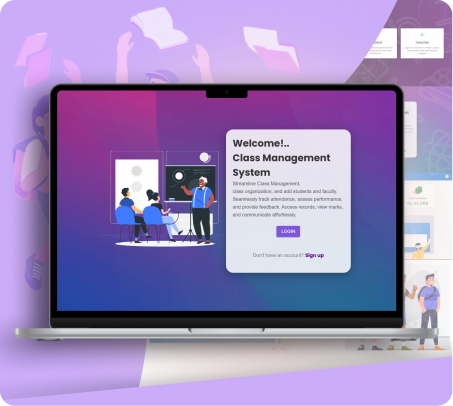 Teacher
Welcome!..
Class Management
System
Streamline Class Management,
class organization, and add students and faculty.
Seamlessly track attendance, assess performance,
and provide feedback. Access records, view marks,
and communicate effortlessly.
LOGIN
Don't have an account? Sign up